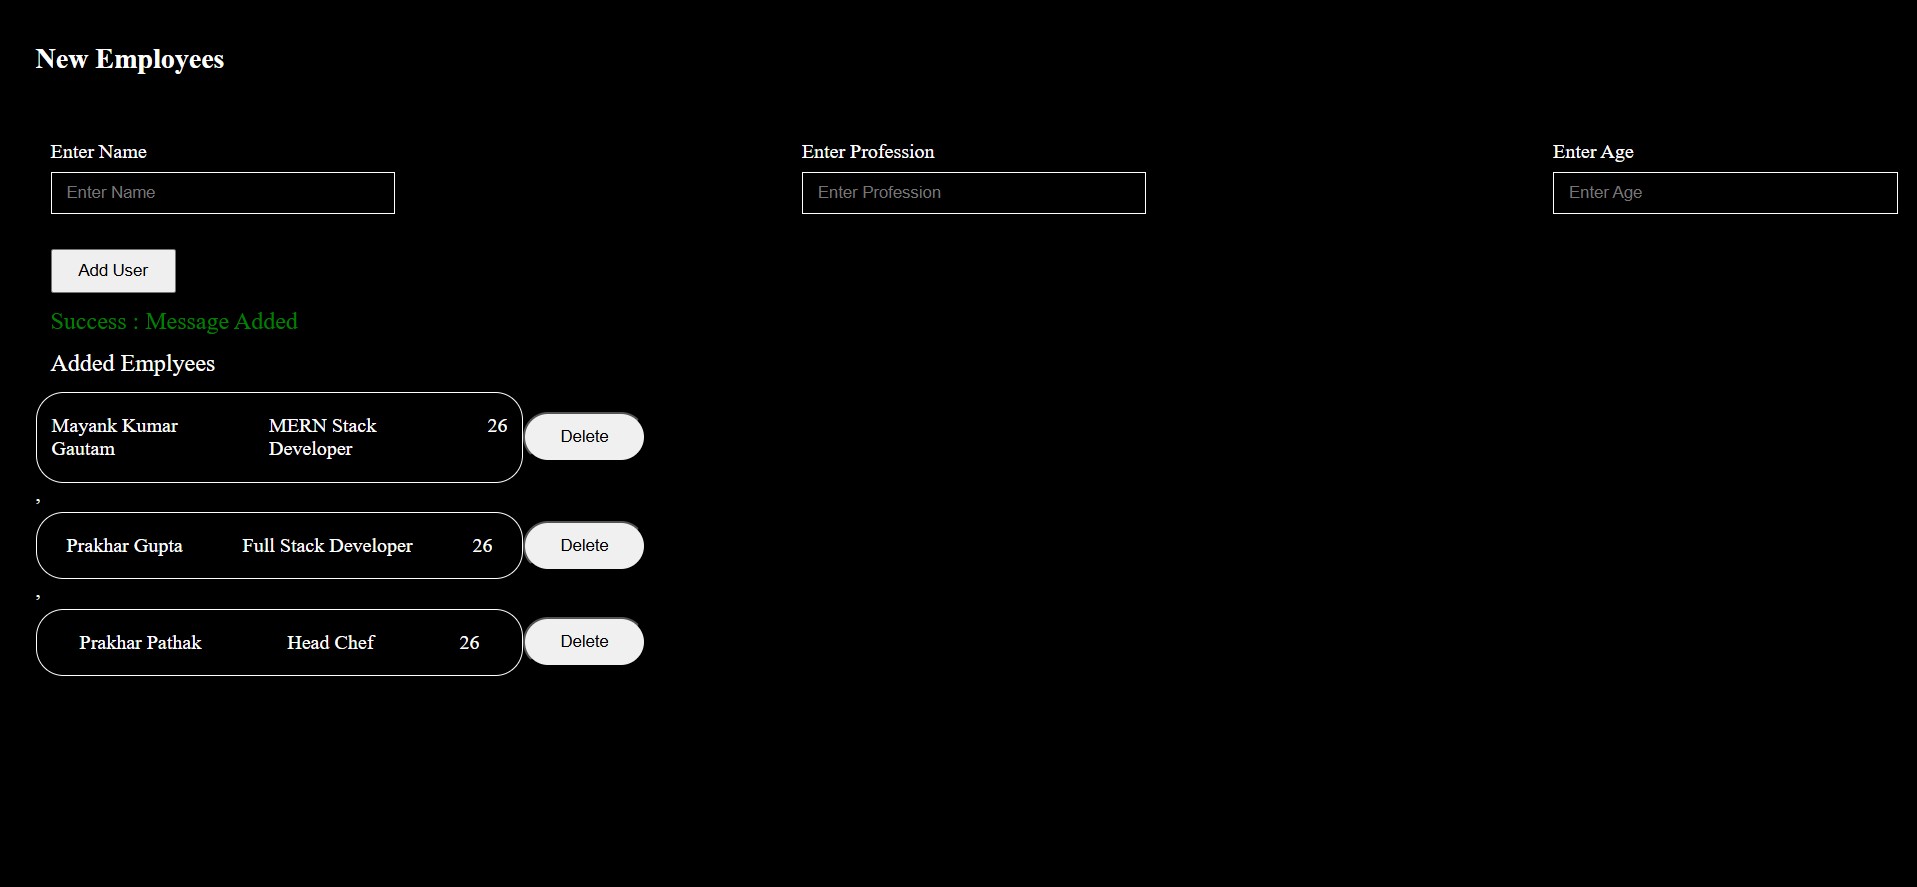 New Employees
Enter Name Enter Profession Enter Age
Enter Name Enter Profession Enter Age
Add User
Success : Message Added
Added Emplyees
Mayank Kumar MERN Stack 26
Gautam Developer
Delete
,
Prakhar Gupta Full Stack Developer 26 Delete
,
Prakhar Pathak Head Chef 26 Delete